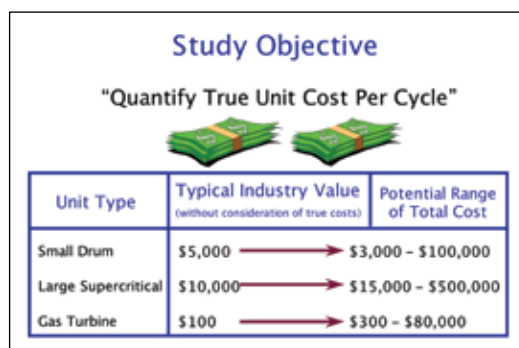 Study Objective
“Quantify True Unit Cost Per Cycle”
Unit Type
Typical Industry Value
(without consideration of true costs)
Potential Range
of Total Cost
Small Drum $5,000 $3,000 – $100,000
Large Supercritical $10,000 $15,000 – $500,000
Gas Turbine $100 $300 – $80,000